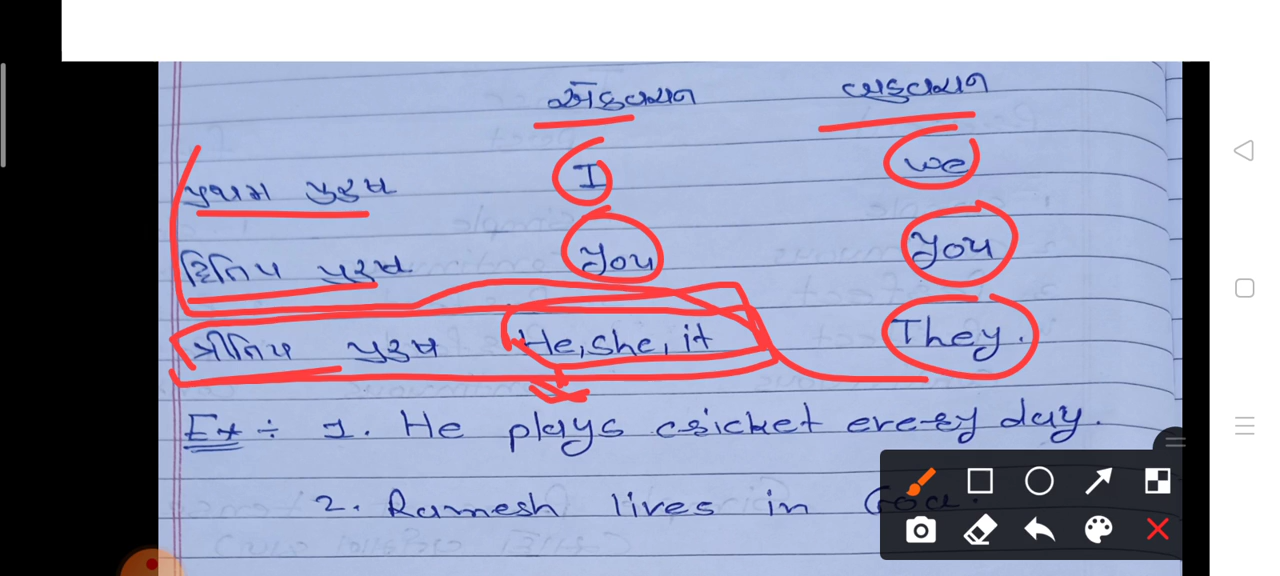 એકવચન બહુવચન
પ્રથમ પુરુષ I we
દ્વિતિય પુરુષ You You
ત્રીતિય પુરુષ He, she, it They.
Ex ÷ 1. He plays cricket every day.
2. Ramesh lives in Goa.